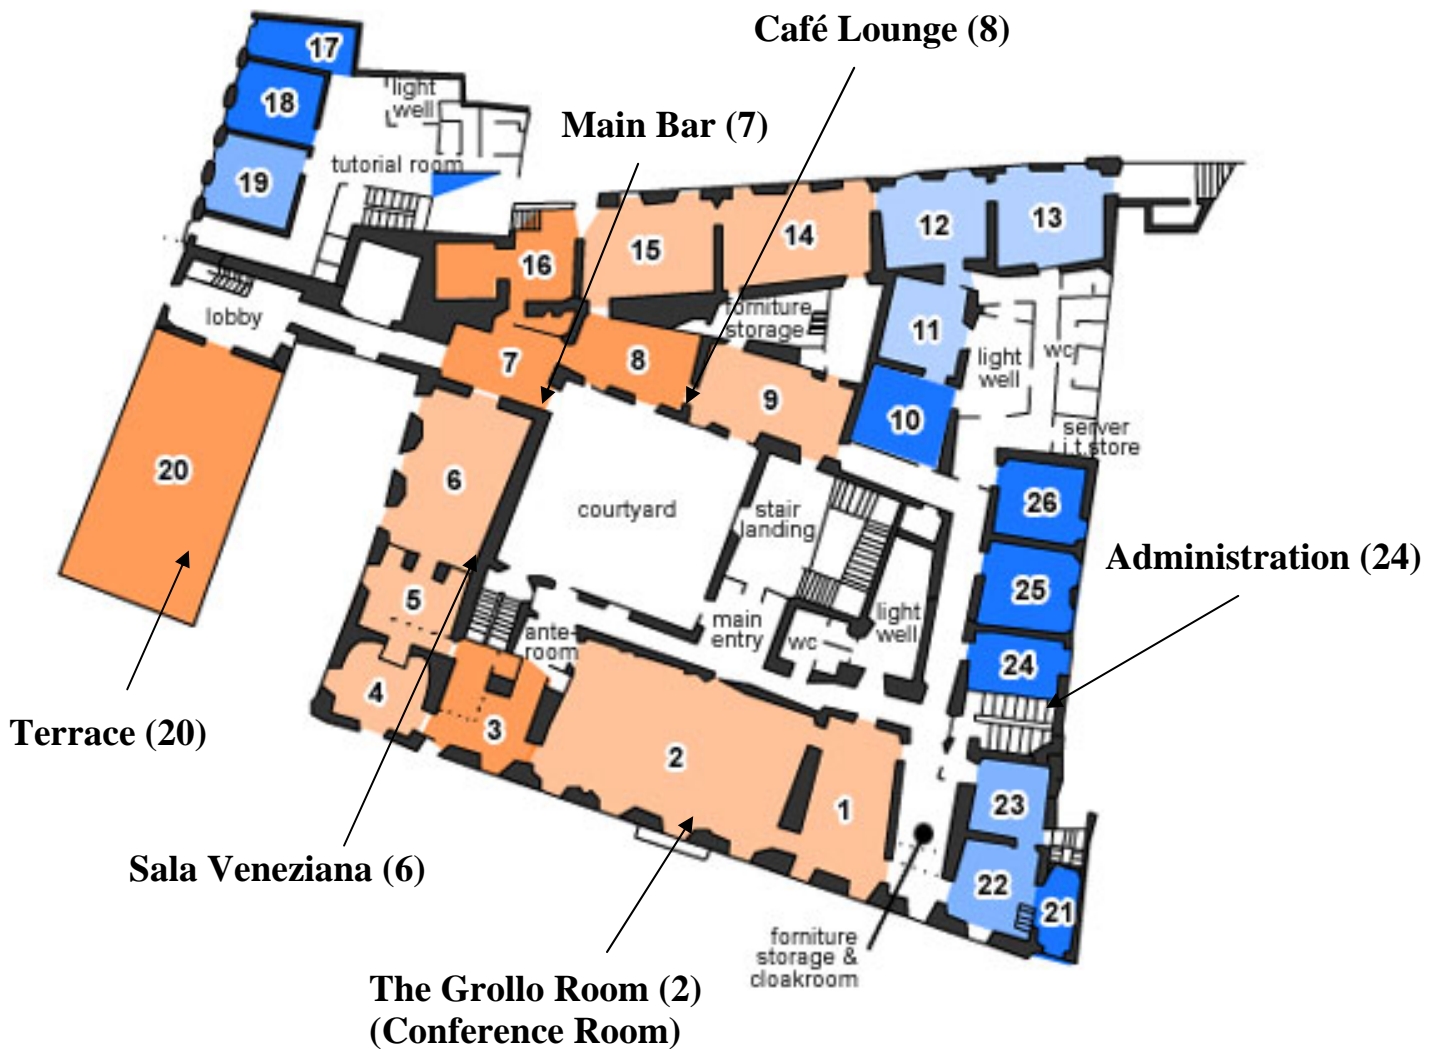 Café Lounge (8)
17
light
well
18
Main Bar (7)
tutorial room
19
12
13
14
15
16
lobby
forniture
storage
11
7
8
light
well
wc
9
10
server
i.t.store
20
6
courtyard
stair
landing
26
Administration (24)
25
5
ante-
room
main
entry
wc
light
well
24
4
3
Terrace (20)
2
1
23
Sala Veneziana (6)
22
21
forniture
storage &
cloakroom
The Grollo Room (2)
(Conference Room)